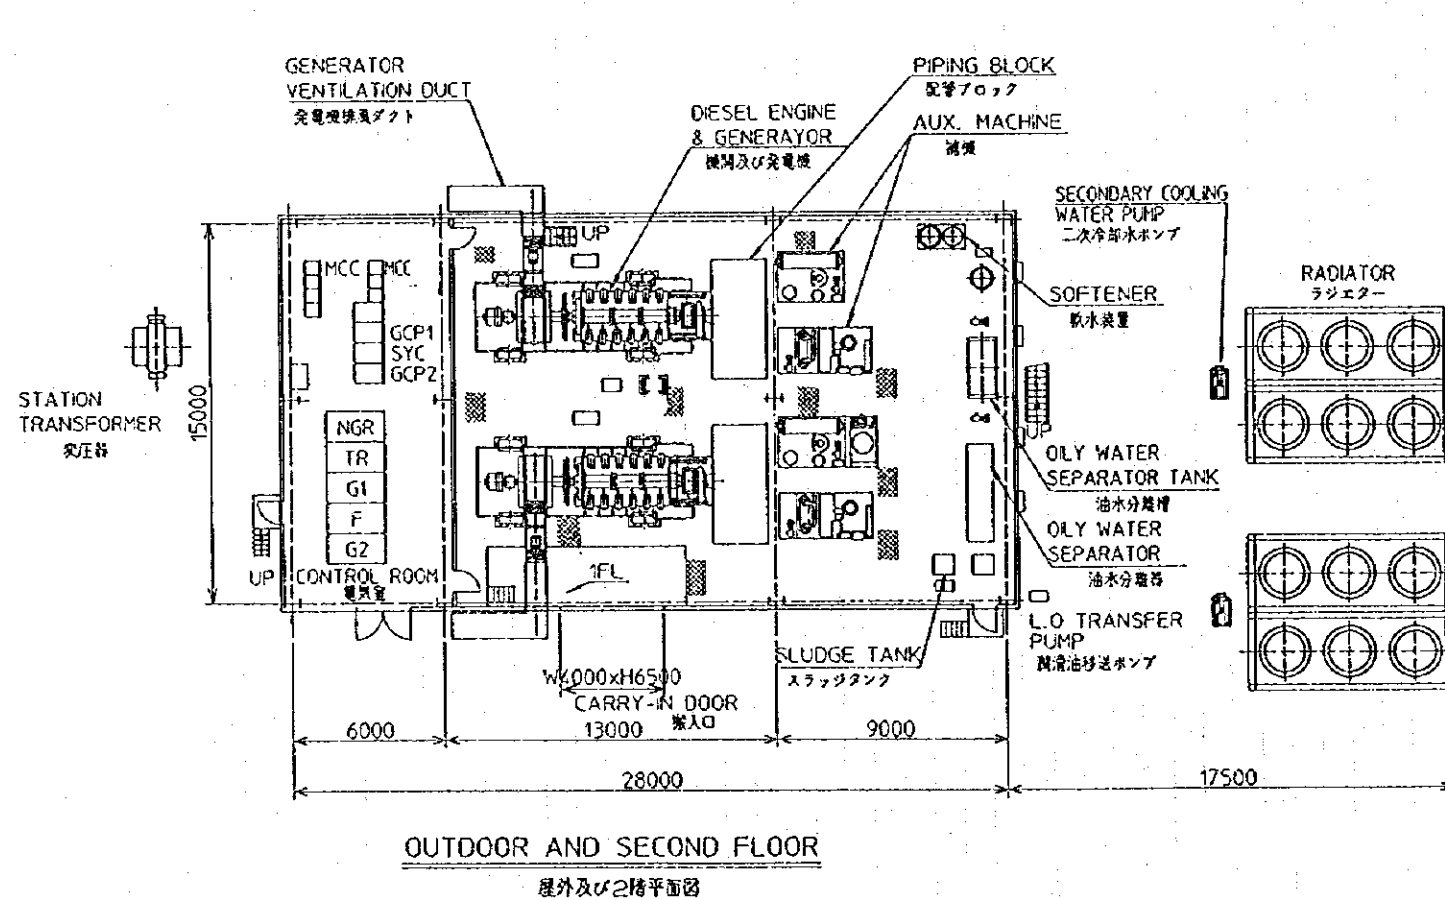 GENERATOR
VENTILATION DUCT
発電機換気ダクト
DIESEL ENGINE
& GENERAYOR
機関及び発電機
PIPING BLOCK
配管ブロック
AUX. MACHINE
補機
SECONDARY COOLING
WATER PUMP
二次冷却水ポンプ
RADIATOR
ラジエター
SOFTENER
軟水装置
UP
MCC
MCC
GCP1
SYC
GCP2
STATION
TRANSFORMER
変圧器
15000
NGR
TR
G1
F
G2
UP
CONTROL ROOM
電気室
1FL
UP
OILY WATER
SEPARATOR TANK
油水分離槽
OILY WATER
SEPARATOR
油水分離器
L.O TRANSFER
PUMP
潤滑油移送ポンプ
SLUDGE TANK
スラッジタンク
W4000xH6500
CARRY-IN DOOR
搬入口
6000
13000
9000
28000
17500
OUTDOOR AND SECOND FLOOR
屋外及び2階平面図